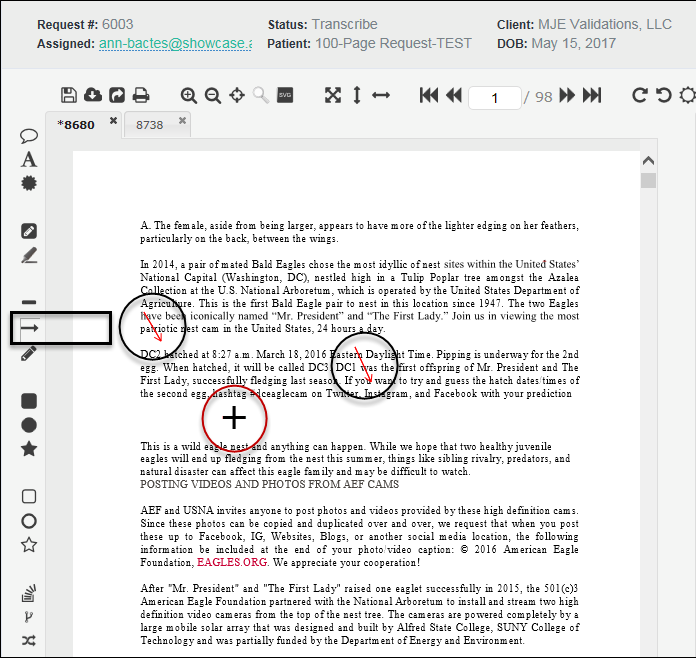 Request #: 6003 Status: Transcribe Client: MJE Validations, LLC
Assigned: ann-bactes@showcase.a Patient: 100-Page Request-TEST DOB: May 15, 2017
SVG 1 / 98
*8680 8738
A
A. The female, aside from being larger, appears to have more of the lighter edging on her feathers,
particularly on the back, between the wings.
In 2014, a pair of mated Bald Eagles chose the most idyllic of nest sites within the United States’
National Capital (Washington, DC), nestled high in a Tulip Poplar tree amongst the Azalea
Collection at the U.S. National Arboretum, which is operated by the United States Department of
Agriculture. This is the first Bald Eagle pair to nest in this location since 1947. The two Eagles
have been iconically named “Mr. President” and “The First Lady.” Join us in viewing the most
patriotic nest cam in the United States, 24 hours a day.
DC2 hatched at 8:27 a.m. March 18, 2016 Eastern Daylight Time. Pipping is underway for the 2nd
egg. When hatched, it will be called DC3. DC1 was the first offspring of Mr. President and The
First Lady, successfully fledging last season. If you want to try and guess the hatch dates/times of
the second egg, hashtag #dceaglecam on Twitter, Instagram, and Facebook with your prediction
This is a wild eagle nest and anything can happen. While we hope that two healthy juvenile
eagles will end up fledging from the nest this summer, things like sibling rivalry, predators, and
natural disaster can affect this eagle family and may be difficult to watch.
POSTING VIDEOS AND PHOTOS FROM AEF CAMS
AEF and USNA invites anyone to post photos and videos provided by these high definition cams.
Since these photos can be copied and duplicated over and over, we request that when you post
these up to Facebook, IG, Websites, Blogs, or another social media location, the following
information be included at the end of your photo/video caption: © 2016 American Eagle
Foundation, EAGLES.ORG. We appreciate your cooperation!
After "Mr. President" and "The First Lady" raised one eaglet successfully in 2015, the 501(c)3
American Eagle Foundation partnered with the National Arboretum to install and stream two high
definition video cameras from the top of the nest tree. The cameras are powered completely by a
large mobile solar array that was designed and built by Alfred State College, SUNY College of
Technology and was partially funded by the Department of Energy and Environment.